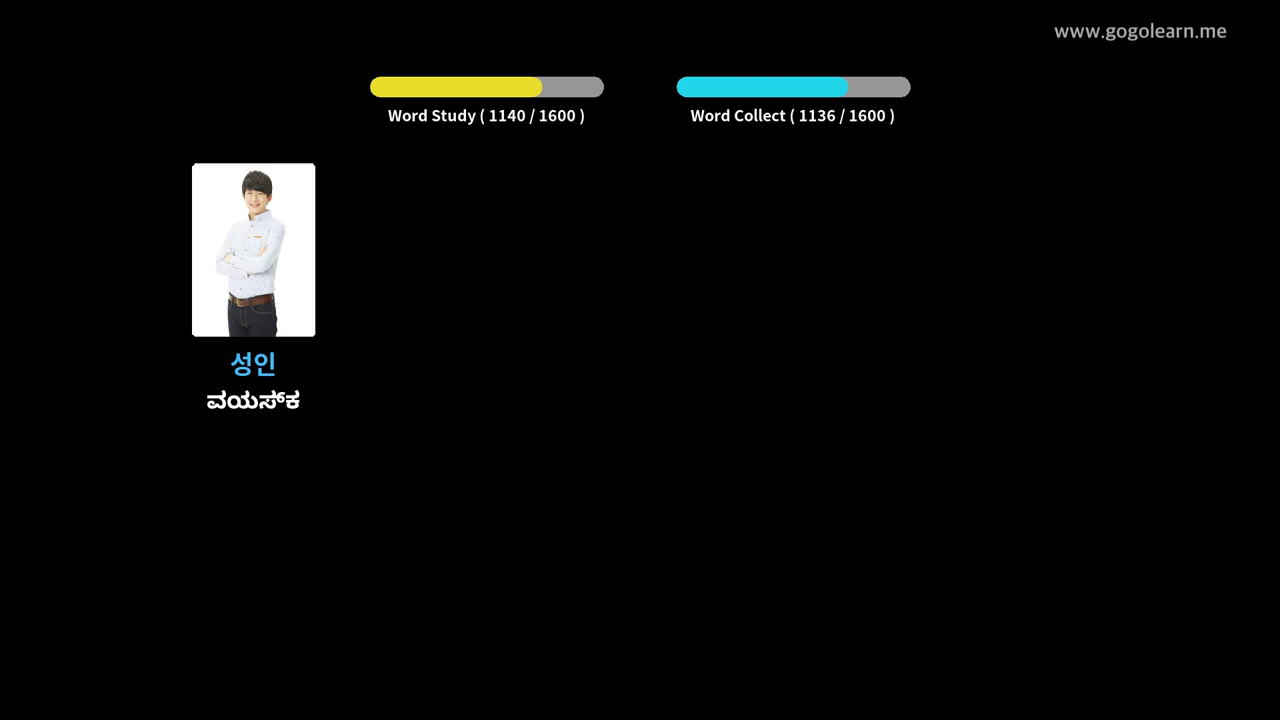 www.gogolearn.me
Word Study ( 1140 / 1600 )
Word Collect ( 1136 / 1600 )
성인
ವಯಸ್‌ಕ